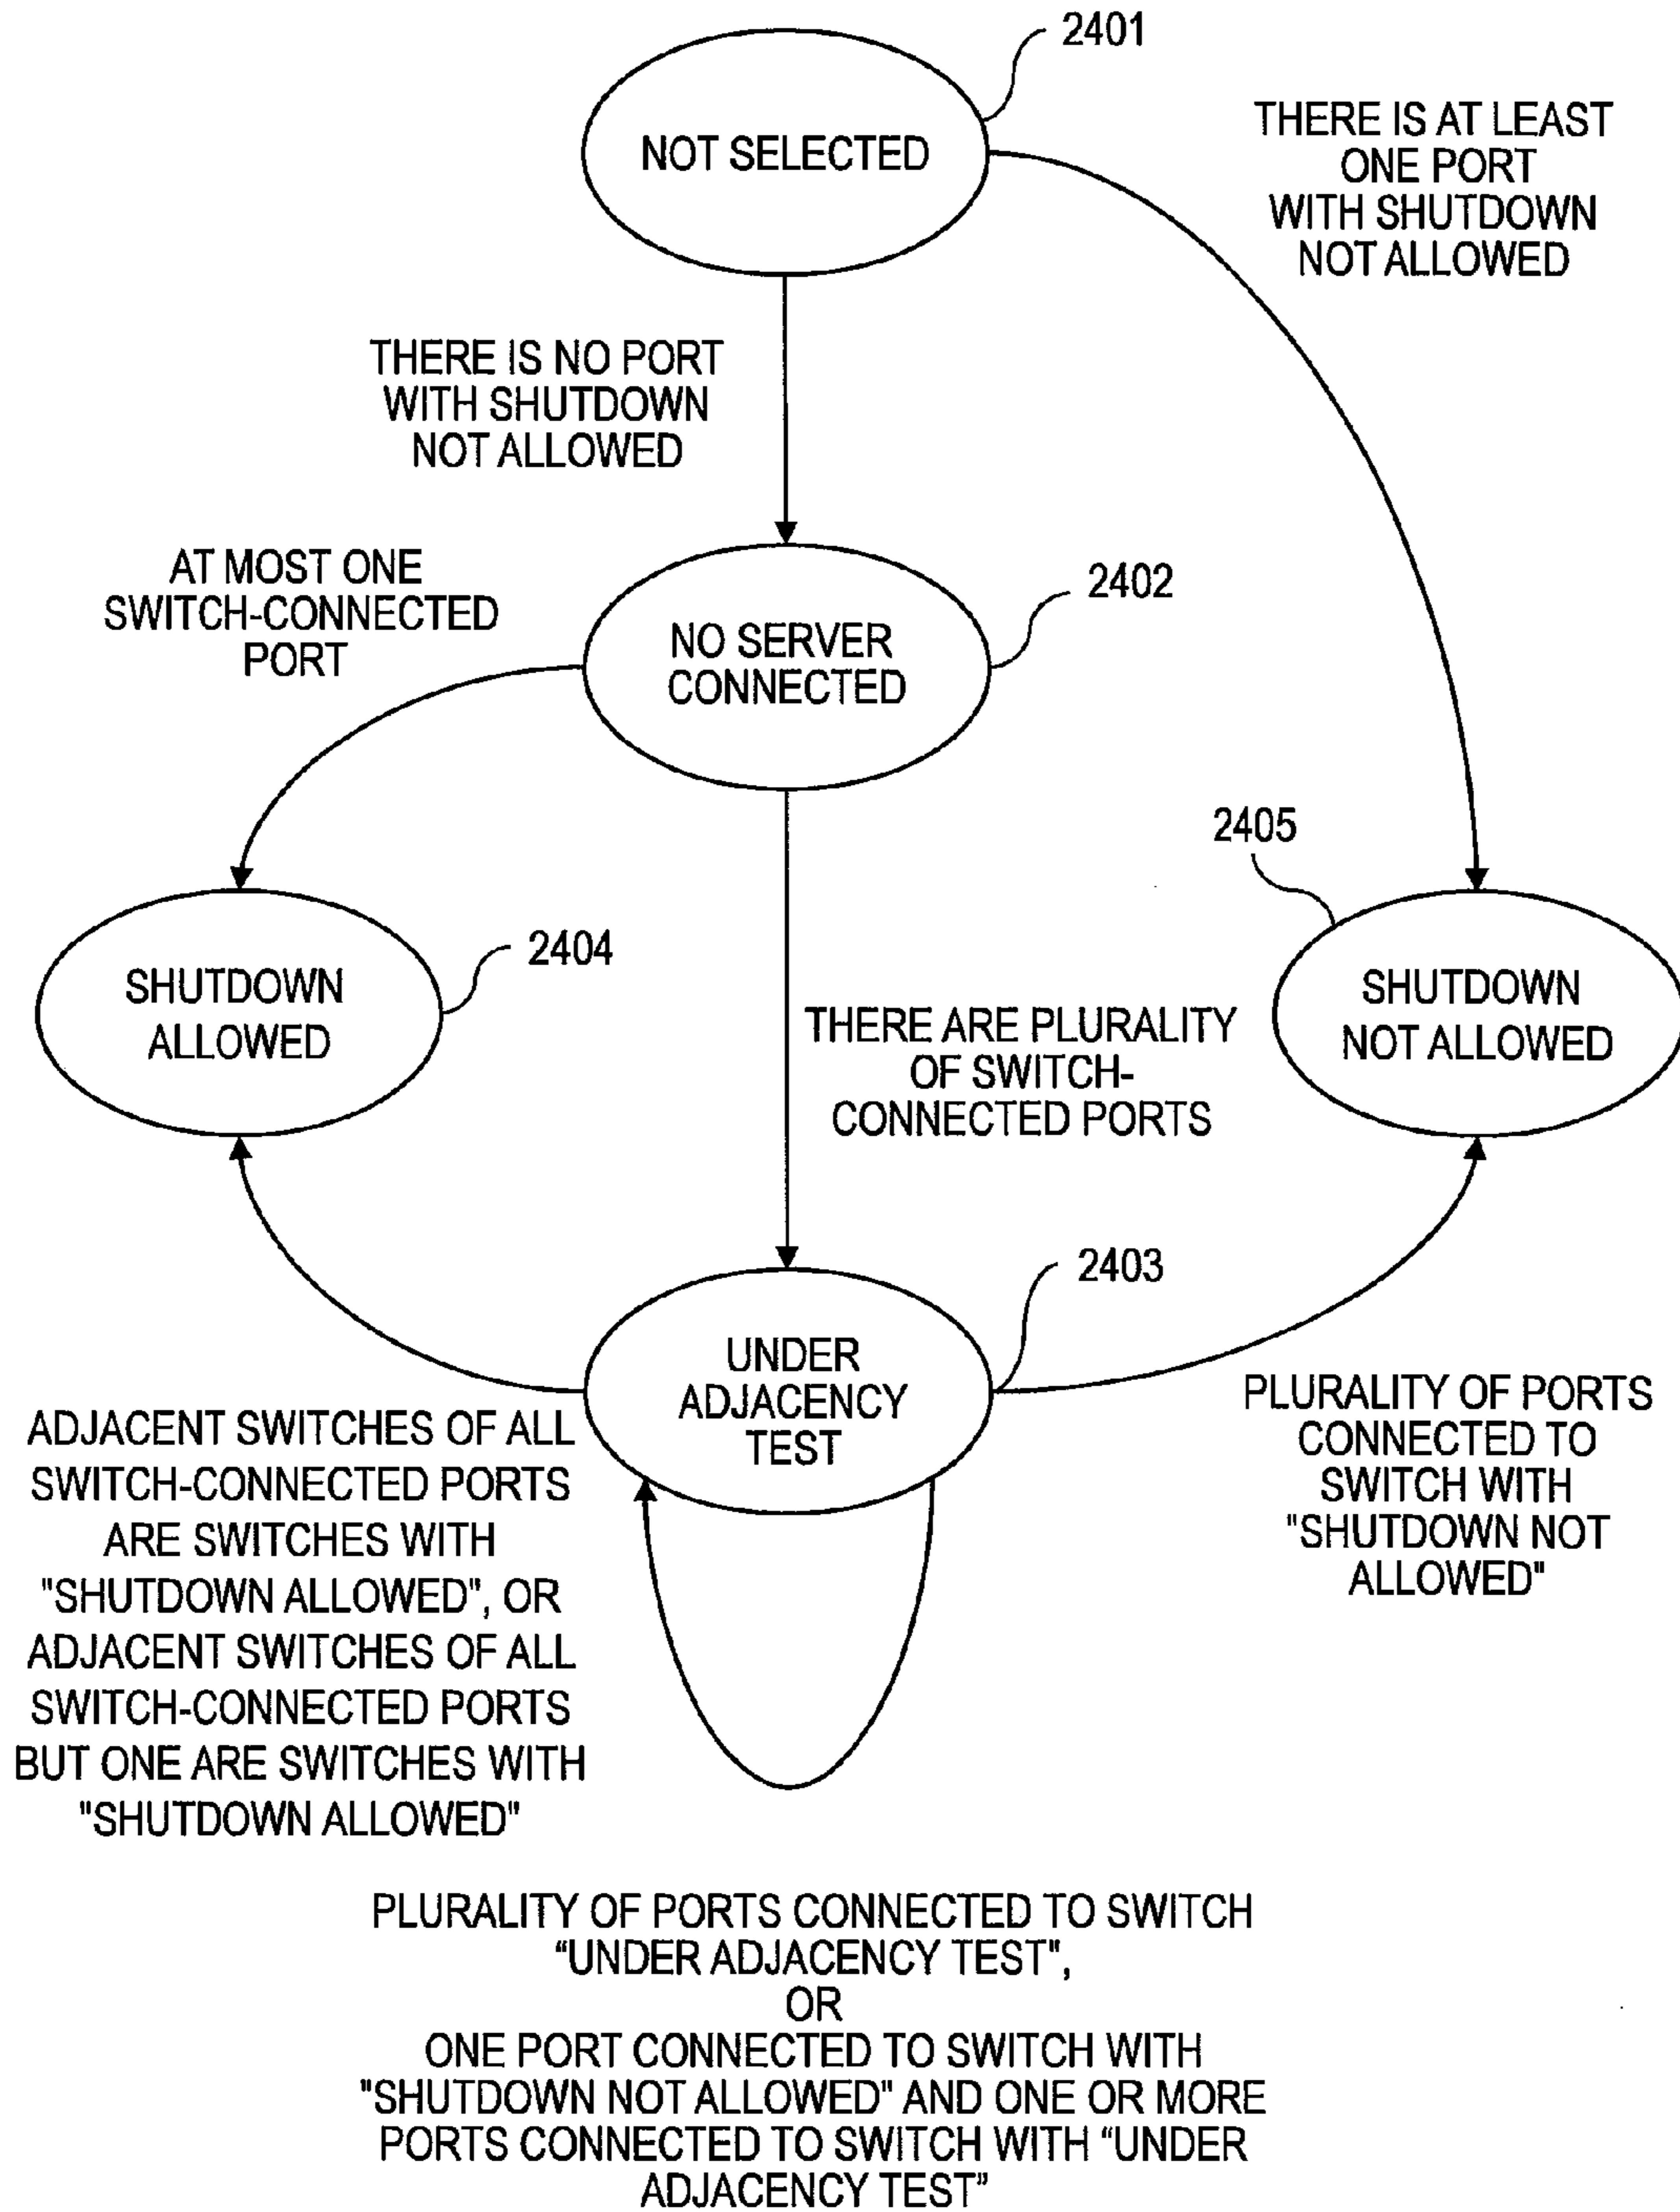 2401
NOT SELECTED
THERE IS AT LEAST
ONE PORT
WITH SHUTDOWN
NOT ALLOWED
THERE IS NO PORT
WITH SHUTDOWN
NOT ALLOWED
AT MOST ONE
SWITCH-CONNECTED
PORT
2402
NO SERVER
CONNECTED
2405
2404
SHUTDOWN
ALLOWED
SHUTDOWN
NOT ALLOWED
THERE ARE PLURALITY
OF SWITCH-
CONNECTED PORTS
2403
UNDER
ADJACENCY
TEST
ADJACENT SWITCHES OF ALL
SWITCH-CONNECTED PORTS
ARE SWITCHES WITH
"SHUTDOWN ALLOWED", OR
ADJACENT SWITCHES OF ALL
SWITCH-CONNECTED PORTS
BUT ONE ARE SWITCHES WITH
"SHUTDOWN ALLOWED"
PLURALITY OF PORTS
CONNECTED TO
SWITCH WITH
"SHUTDOWN NOT
ALLOWED"
PLURALITY OF PORTS CONNECTED TO SWITCH
“UNDER ADJACENCY TEST”,
OR
ONE PORT CONNECTED TO SWITCH WITH
"SHUTDOWN NOT ALLOWED" AND ONE OR MORE
PORTS CONNECTED TO SWITCH WITH “UNDER
ADJACENCY TEST”